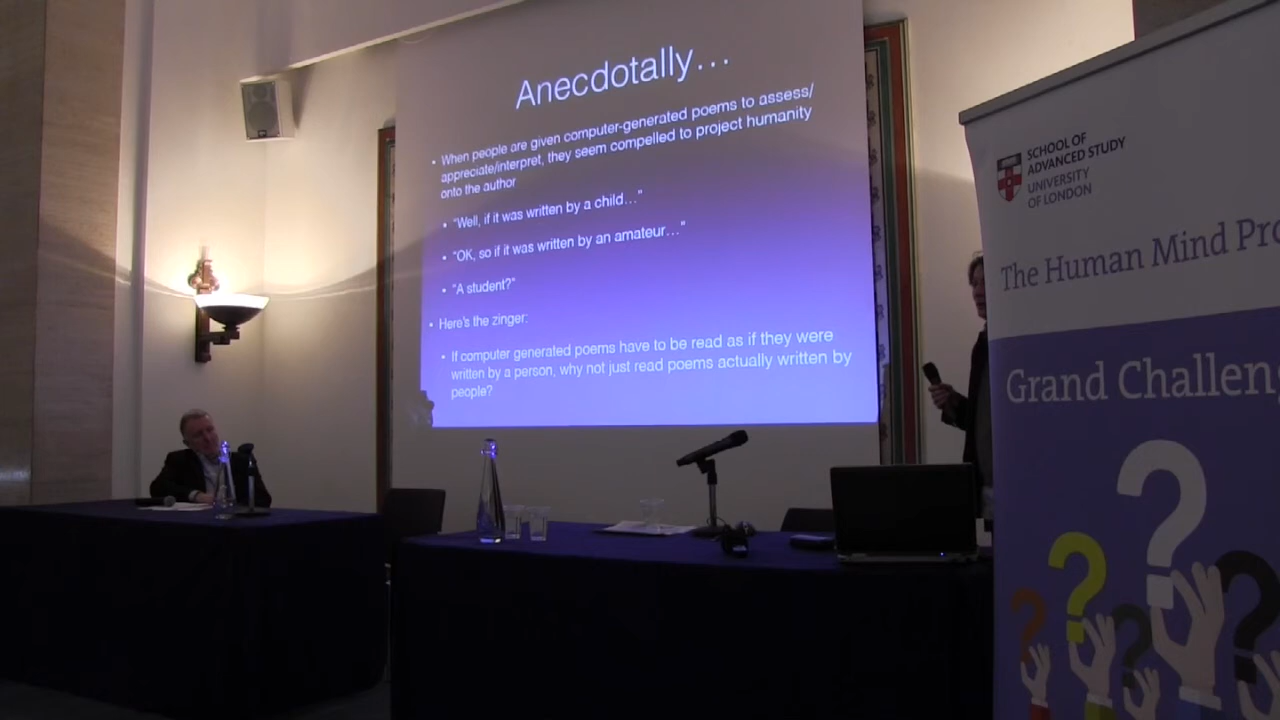 Anecdotally…
• When people are given computer-generated poems to assess/
appreciate/interpret, they seem compelled to project humanity
onto the author
• "Well, if it was written by a child…"
• "OK, so if it was written by an amateur…"
• "A student?"
• Here's the zinger:
• If computer generated poems have to be read as if they were
written by a person, why not just read poems actually written by
people?
SCHOOL OF
ADVANCED STUDY
UNIVERSITY
OF LONDON
The Human Mind Pro
Grand Challen